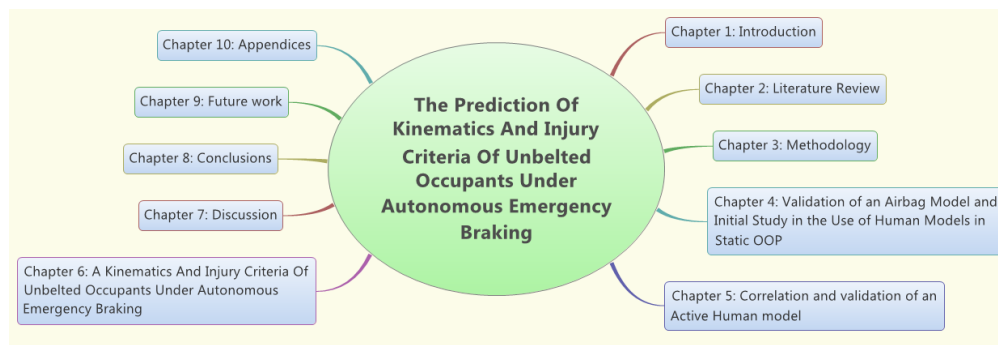 The Prediction Of
Kinematics And Injury
Criteria Of Unbelted
Occupants Under
Autonomous Emergency
Braking
Chapter 1: Introduction
Chapter 2: Literature Review
Chapter 3: Methodology
Chapter 4: Validation of an Airbag Model and
Initial Study in the Use of Human Models in
Static OOP
Chapter 5: Correlation and validation of an
Active Human model
Chapter 6: A Kinematics And Injury Criteria Of
Unbelted Occupants Under Autonomous
Emergency Braking
Chapter 7: Discussion
Chapter 8: Conclusions
Chapter 9: Future work
Chapter 10: Appendices